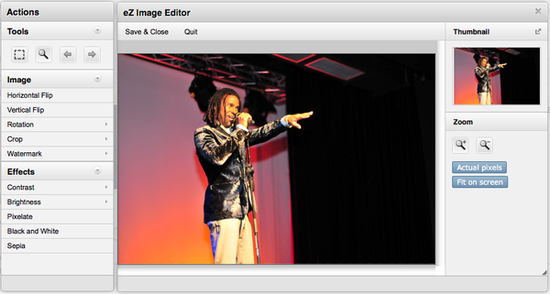 Actions
Tools
Image
Horizontal Flip
Vertical Flip
Rotation
Crop
Watermark
Effects
Contrast
Brightness
Pixelate
Black and White
Sepia
eZ Image Editor
Save & Close Quit
Thumbnail
Zoom
Actual pixels
Fit on screen